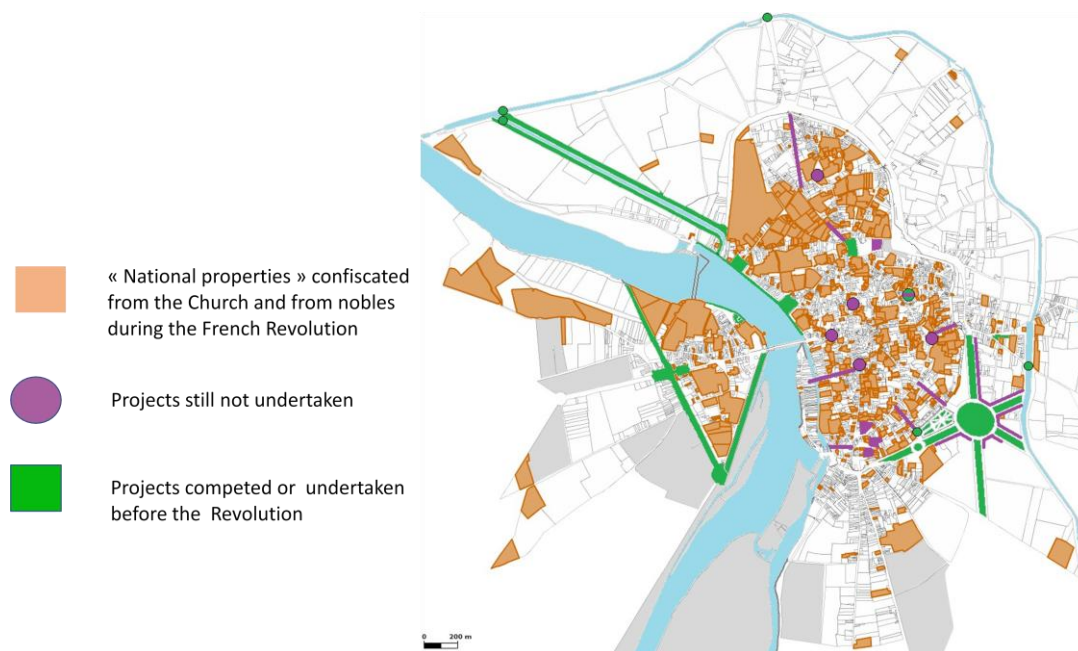 « National properties » confiscated
from the Church and from nobles
during the French Revolution
Projects still not undertaken
Projects competed or undertaken
before the Revolution
0 200 m